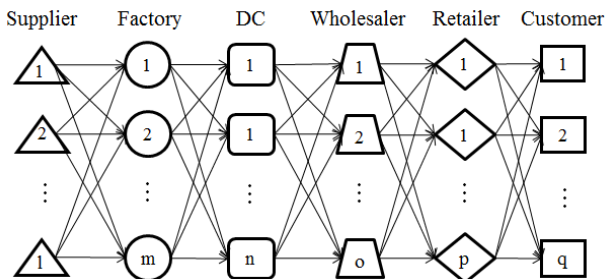 Supplier Factory DC Wholesaler Retailer Customer
1 1 1 1 1 1
2 2 1 2 1 2
⋮ ⋮ ⋮ ⋮ ⋮ ⋮
1 m n o p q